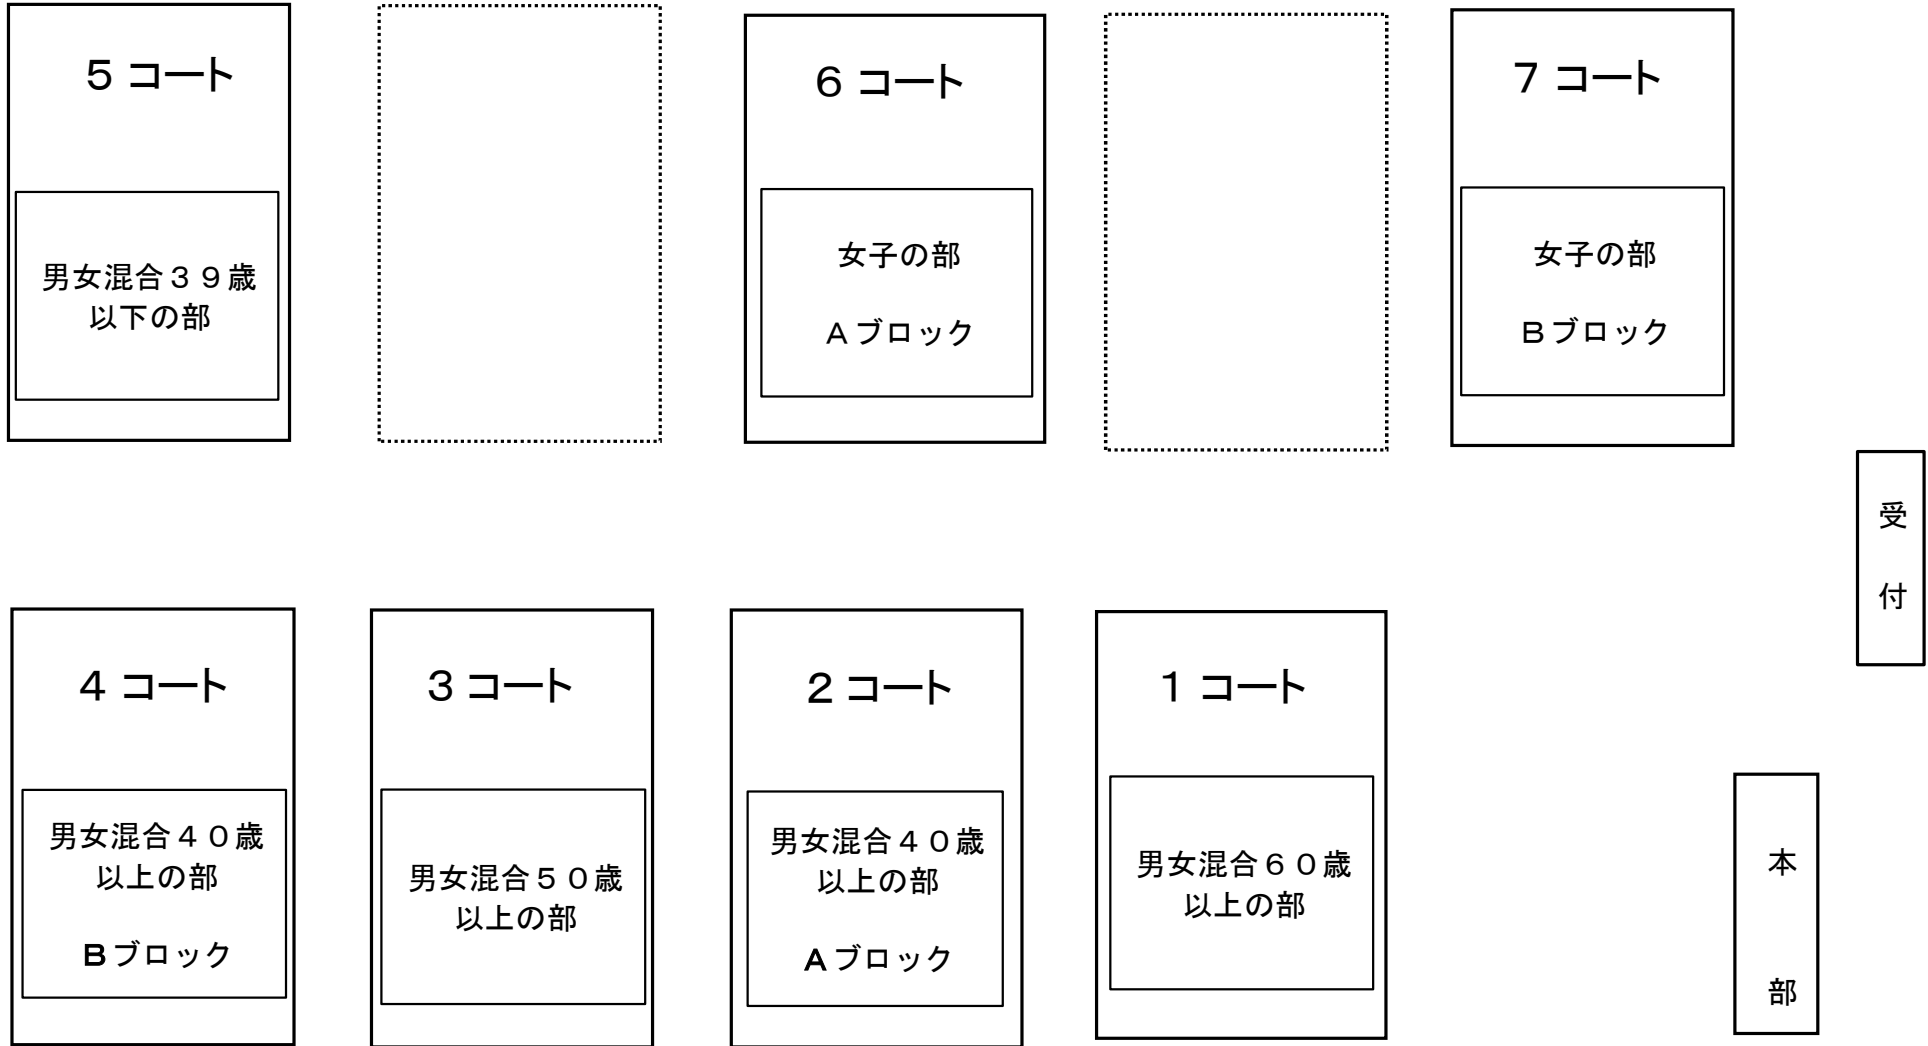 ５コート
男女混合３９歳
以下の部
６コート
女子の部
Ａブロック
７コート
女子の部
Ｂブロック
受付
４コート
男女混合４０歳
以上の部
Ｂブロック
３コート
男女混合５０歳
以上の部
２コート
男女混合４０歳
以上の部
Ａブロック
１コート
男女混合６０歳
以上の部
本部